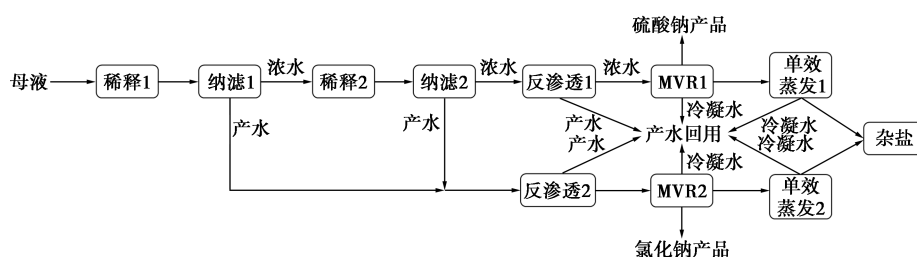 硫酸钠产品
母液
稀释1
纳滤1
浓水
稀释2
纳滤2
浓水
反渗透1
浓水
MVR1
单效
蒸发1
产水
产水
产水
产水
冷凝水
产水回用
冷凝水
冷凝水
冷凝水
杂盐
反渗透2
MVR2
单效
蒸发2
氯化钠产品